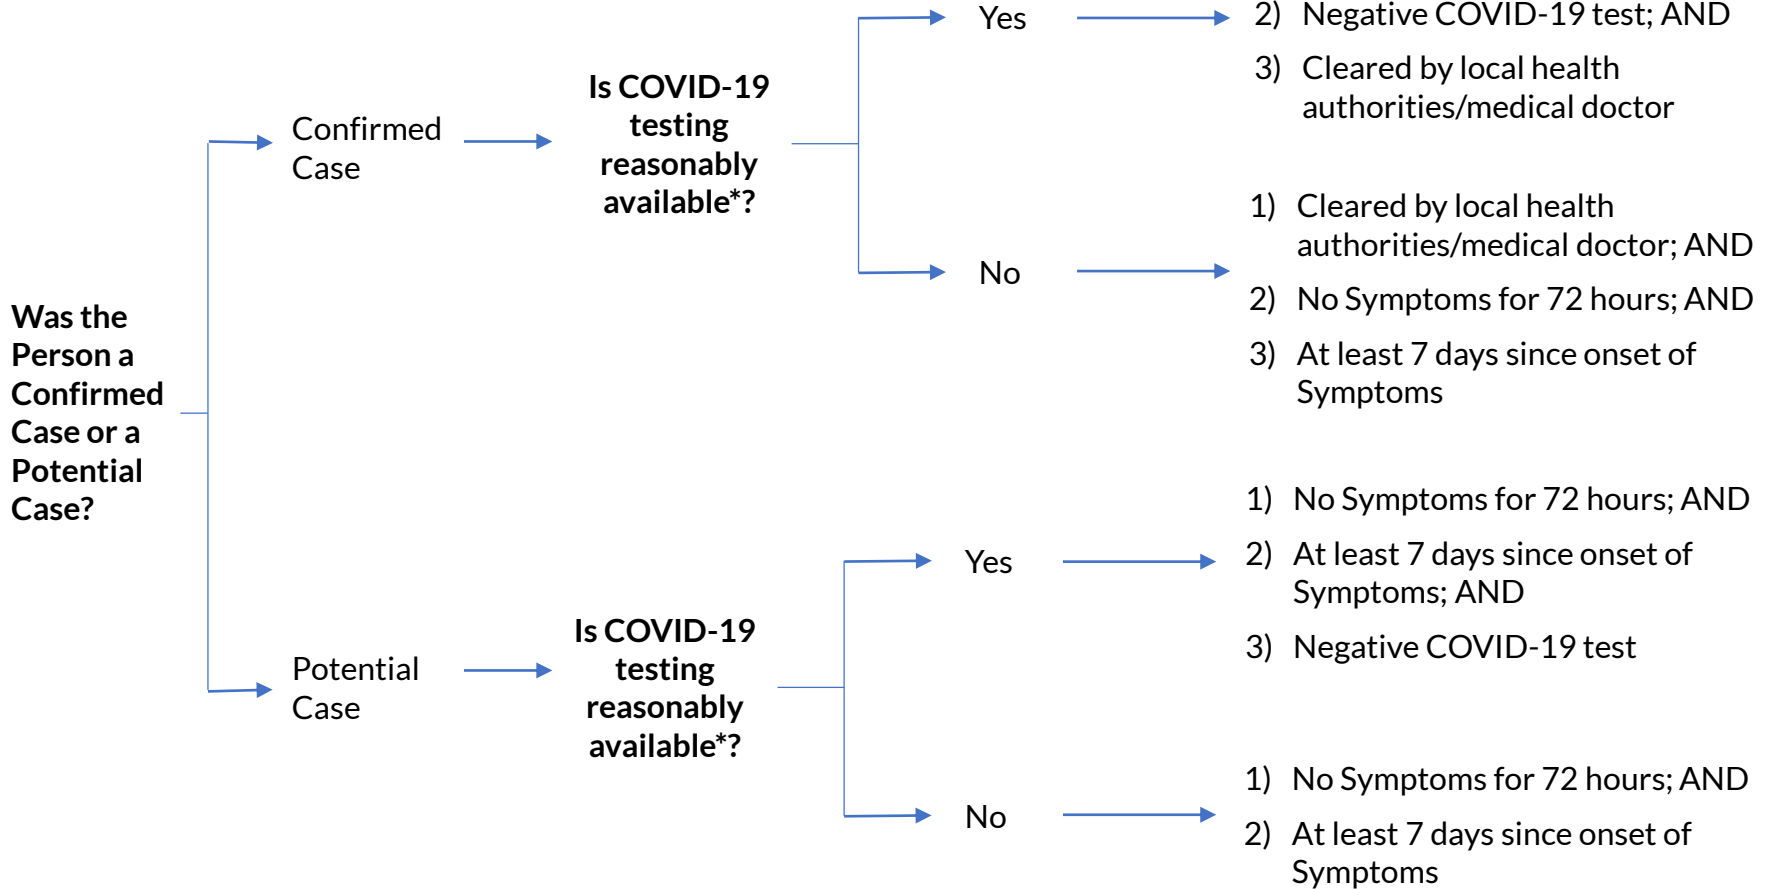 Was the
Person a
Confirmed
Case or a
Potential
Case?
Confirmed
Case
Is COVID-19
testing
reasonably
available*?
Yes
2) Negative COVID-19 test; AND
3) Cleared by local health
authorities/medical doctor
No
1) Cleared by local health
authorities/medical doctor; AND
2) No Symptoms for 72 hours; AND
3) At least 7 days since onset of
Symptoms
Potential
Case
Is COVID-19
testing
reasonably
available*?
Yes
1) No Symptoms for 72 hours; AND
2) At least 7 days since onset of
Symptoms; AND
3) Negative COVID-19 test
No
1) No Symptoms for 72 hours; AND
2) At least 7 days since onset of
Symptoms